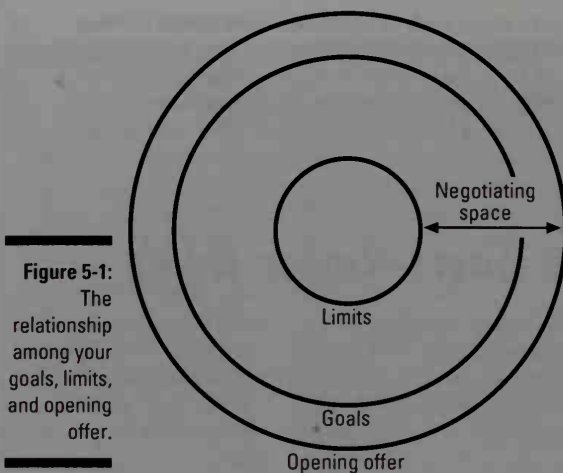 Negotiating
space
Limits
Goals
Opening offer
Figure 5-1:
The
relationship
among your
goals, limits,
and opening
offer.